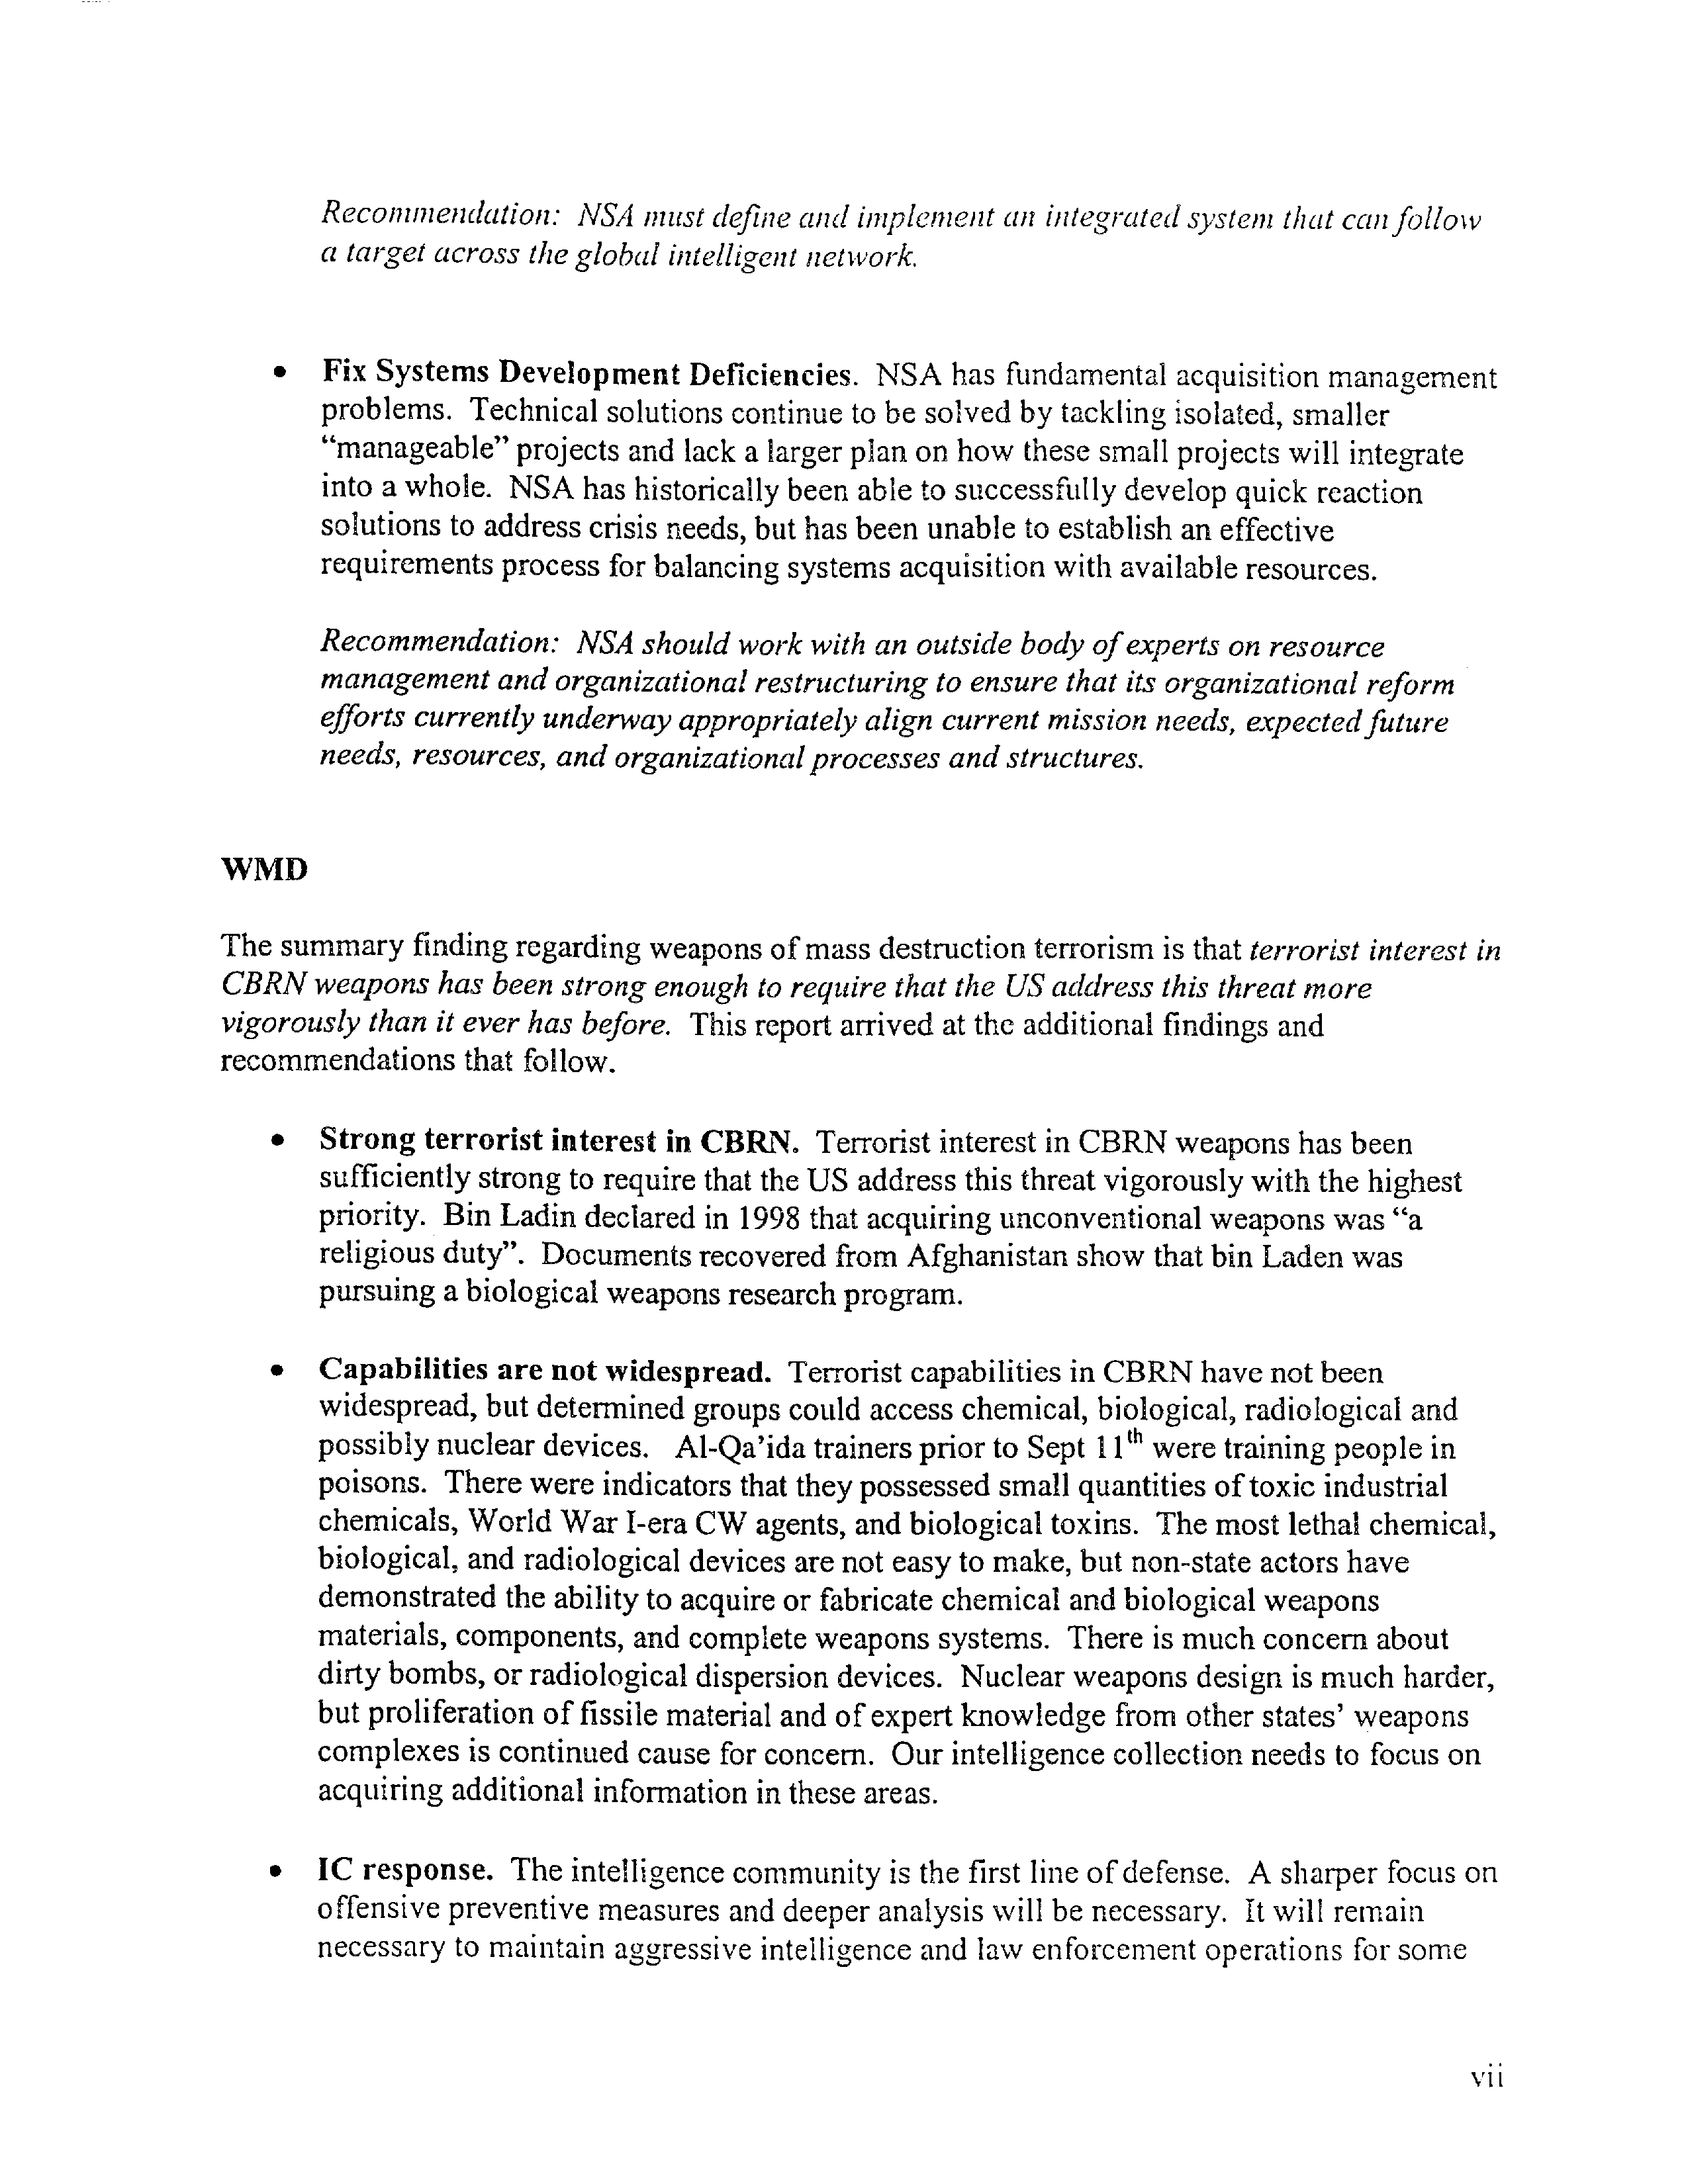 Recommendation: NSA must define and implement an integrated system that can follow
a target across the global intelligent network.
• Fix Systems Development Deficiencies. NSA has fundamental acquisition management
problems. Technical solutions continue to be solved by tackling isolated, smaller
“manageable” projects and lack a larger plan on how these small projects will integrate
into a whole. NSA has historically been able to successfully develop quick reaction
solutions to address crisis needs, but has been unable to establish an effective
requirements process for balancing systems acquisition with available resources.
Recommendation: NSA should work with an outside body of experts on resource
management and organizational restructuring to ensure that its organizational reform
efforts currently underway appropriately align current mission needs, expected future
needs, resources, and organizational processes and structures.
WMD
The summary finding regarding weapons of mass destruction terrorism is that terrorist interest in
CBRN weapons has been strong enough to require that the US address this threat more
vigorously than it ever has before. This report arrived at the additional findings and
recommendations that follow.
• Strong terrorist interest in CBRN. Terrorist interest in CBRN weapons has been
sufficiently strong to require that the US address this threat vigorously with the highest
priority. Bin Ladin declared in 1998 that acquiring unconventional weapons was “a
religious duty”. Documents recovered from Afghanistan show that bin Laden was
pursuing a biological weapons research program.
• Capabilities are not widespread. Terrorist capabilities in CBRN have not been
widespread, but determined groups could access chemical, biological, radiological and
possibly nuclear devices. Al-Qa’ida trainers prior to Sept 11th were training people in
poisons. There were indicators that they possessed small quantities of toxic industrial
chemicals, World War I-era CW agents, and biological toxins. The most lethal chemical,
biological, and radiological devices are not easy to make, but non-state actors have
demonstrated the ability to acquire or fabricate chemical and biological weapons
materials, components, and complete weapons systems. There is much concern about
dirty bombs, or radiological dispersion devices. Nuclear weapons design is much harder,
but proliferation of fissile material and of expert knowledge from other states’ weapons
complexes is continued cause for concern. Our intelligence collection needs to focus on
acquiring additional information in these areas.
• IC response. The intelligence community is the first line of defense. A sharper focus on
offensive preventive measures and deeper analysis will be necessary. It will remain
necessary to maintain aggressive intelligence and law enforcement operations for some
vii